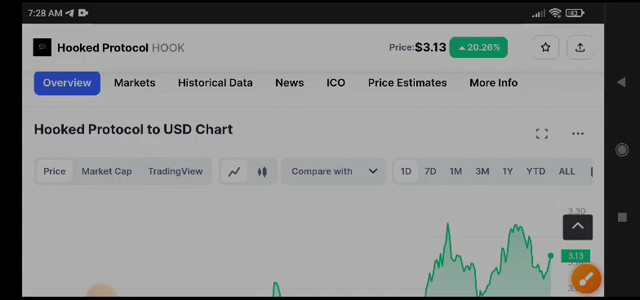 7:28 AM
Hooked Protocol HOOK
Price: $3.13 20.26%
Overview Markets Historical Data News ICO Price Estimates More Info
Hooked Protocol to USD Chart
Price Market Cap TradingView Compare with 1D 7D 1M 3M 1Y YTD ALL
3.30
3.13